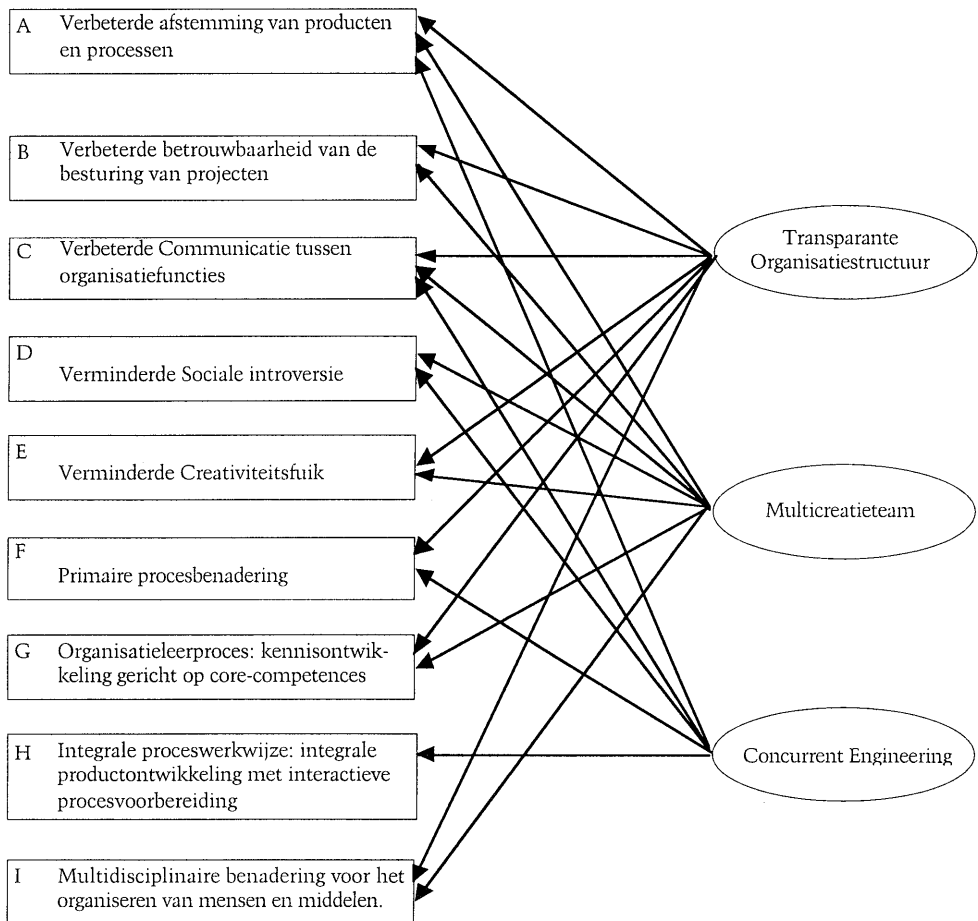 A Verbeterde afstemming van producten
en processen
B Verbeterde betrouwbaarheid van de
besturing van projecten
C Verbeterde Communicatie tussen
organisatiefuncties
D
Verminderde Sociale introversie
E
Verminderde Creativiteitsfuik
F
Primaire procesbenadering
G Organisatieleerproces: kennisontwik-
keling gericht op core-competences
H Integrale proceswerkwijze: integrale
productontwikkeling met interactieve
procesvoorbereiding
I Multidisciplinaire benadering voor het
organiseren van mensen en middelen.
Transparante
Organisatiestructuur
Multicreatieteam
Concurrent Engineering